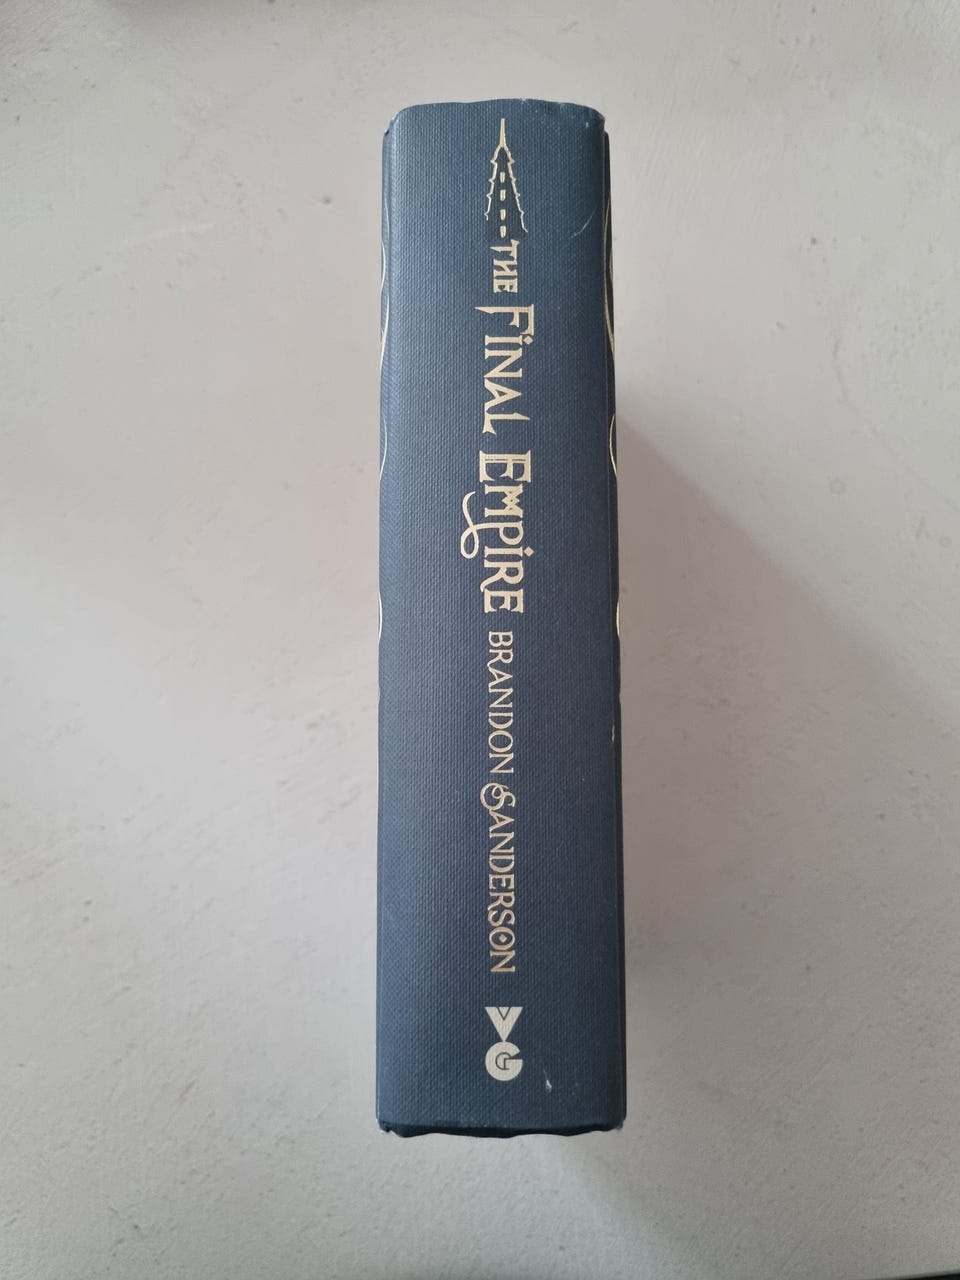 THE FINAL EMPIRE
BRANDON SANDERSON
VG